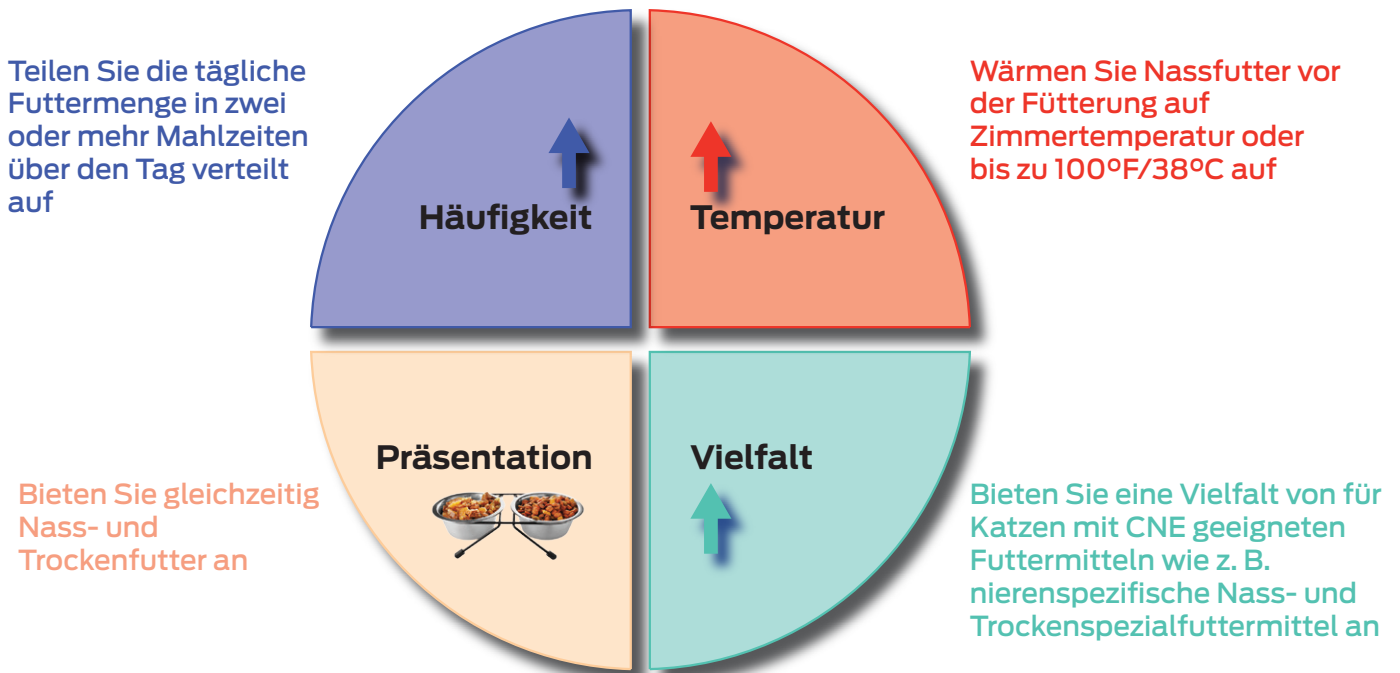 Teilen Sie die tägliche
Futtermenge in zwei
oder mehr Mahlzeiten
über den Tag verteilt
auf
Häufigkeit
Temperatur
Wärmen Sie Nassfutter vor
der Fütterung auf
Zimmertemperatur oder
bis zu 100ºF/38ºC auf
Bieten Sie gleichzeitig
Nass- und
Trockenfutter an
Präsentation
Vielfalt
Bieten Sie eine Vielfalt von für
Katzen mit CNE geeigneten
Futtermitteln wie z. B.
nierenspezifische Nass- und
Trockenspezialfuttermittel an